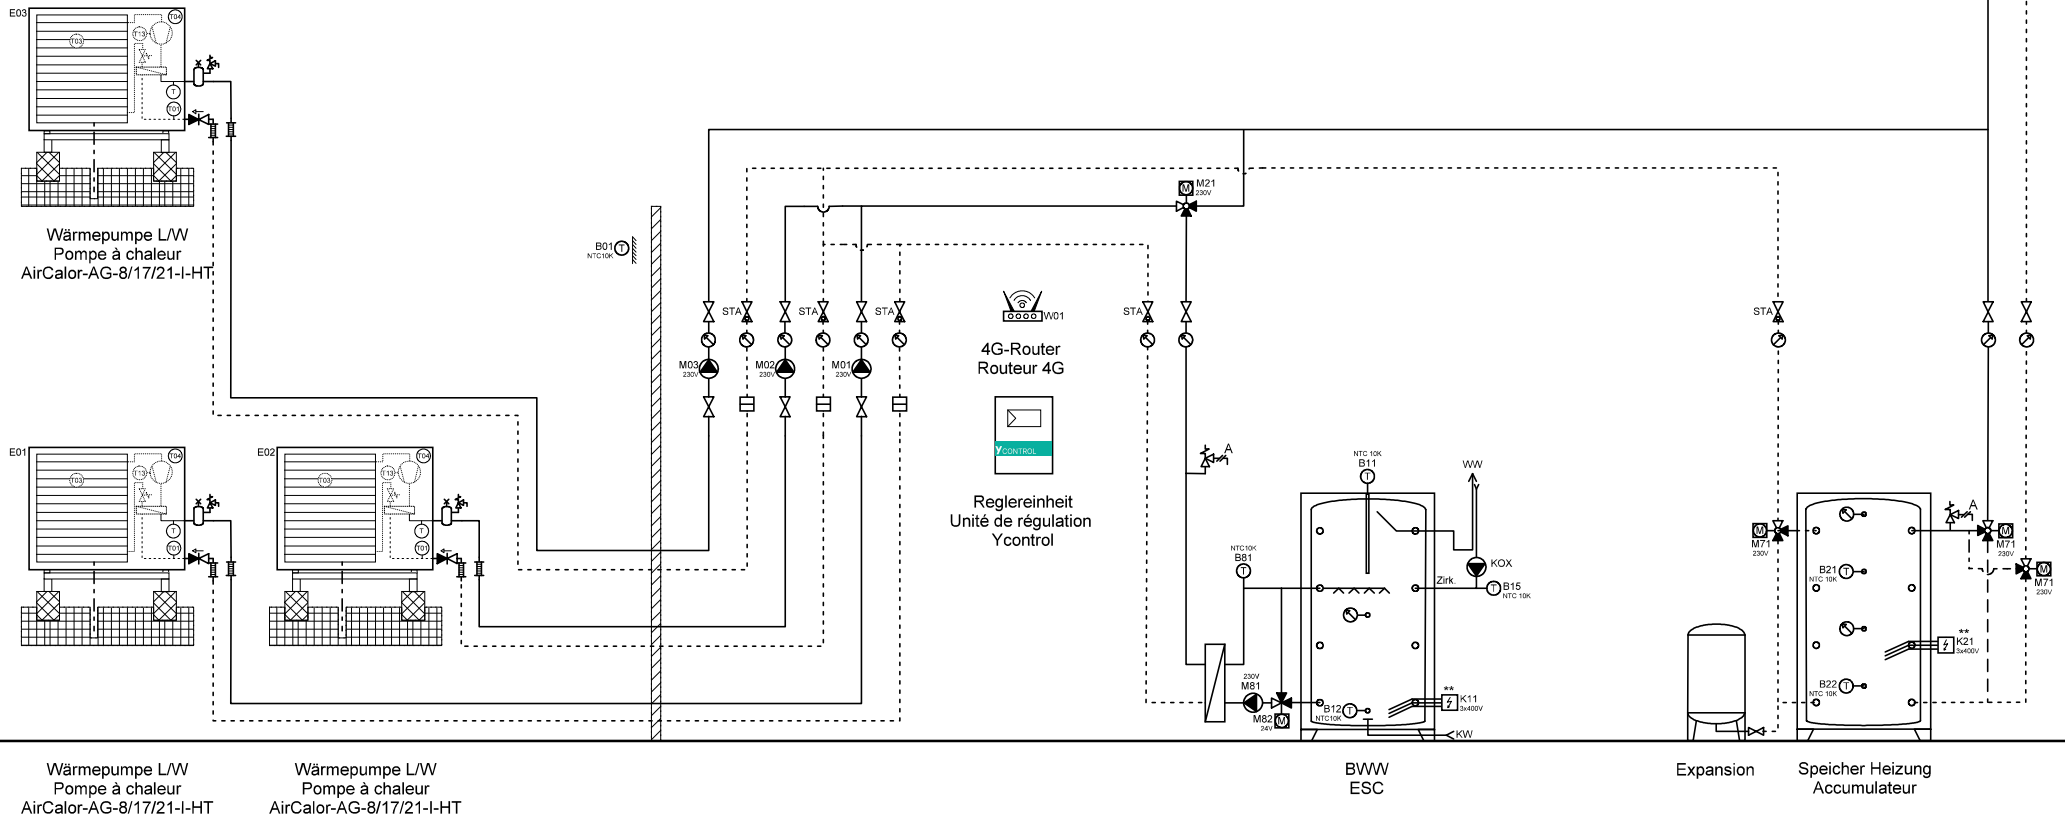 E03
T04
T13
T03
T
T01
Wärmepumpe L/W
Pompe à chaleur
AirCalor-AG-8/17/21-I-HT
B01
T
NTC10K
M
M21
230V
STA
STA
STA
STA
STA
W01
4G-Router
Routeur 4G
M03
230V
M02
230V
M01
230V
YCONTROL
Reglereinheit
Unité de régulation
Ycontrol
E01
T04
T13
T03
T
T01
E02
T04
T13
T03
T
T01
A
NTC 10K
B11
T
WW
NTC10K
B81
T
KOX
Zirk.
T
B15
NTC 10K
230V
M81
M82
24V
M
B12
NTC10K
T
**
K11
3x400V
KW
M
M71
230V
A
M
M71
230V
M
M71
230V
B21
NTC 10K
T
**
K21
3x400V
B22
NTC 10K
T
Wärmepumpe L/W
Pompe à chaleur
AirCalor-AG-8/17/21-I-HT
Wärmepumpe L/W
Pompe à chaleur
AirCalor-AG-8/17/21-I-HT
BWW
ESC
Expansion
Speicher Heizung
Accumulateur